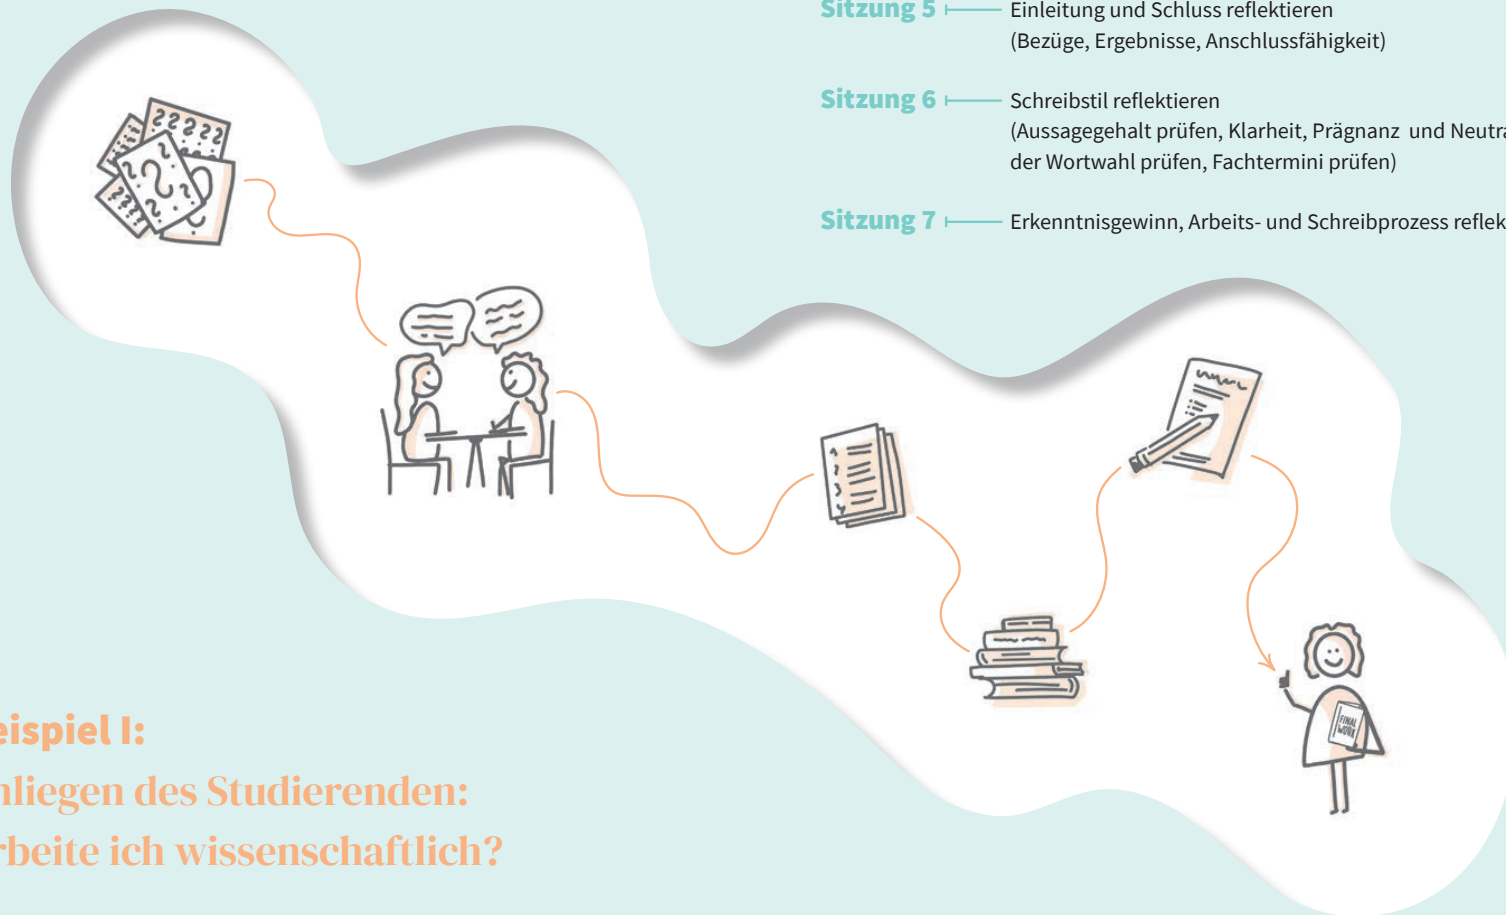 Sitzung 5 Einleitung und Schluss reflektieren
(Bezüge, Ergebnisse, Anschlussfähigkeit)
Sitzung 6 Schreibstil reflektieren
(Aussagegehalt prüfen, Klarheit, Prägnanz und Neutra
der Wortwahl prüfen, Fachtermini prüfen)
Sitzung 7 Erkenntnisgewinn, Arbeits- und Schreibprozess reflek
FINAL
WORK
eispiel I:
nliegen des Studierenden:
rbeite ich wissenschaftlich?